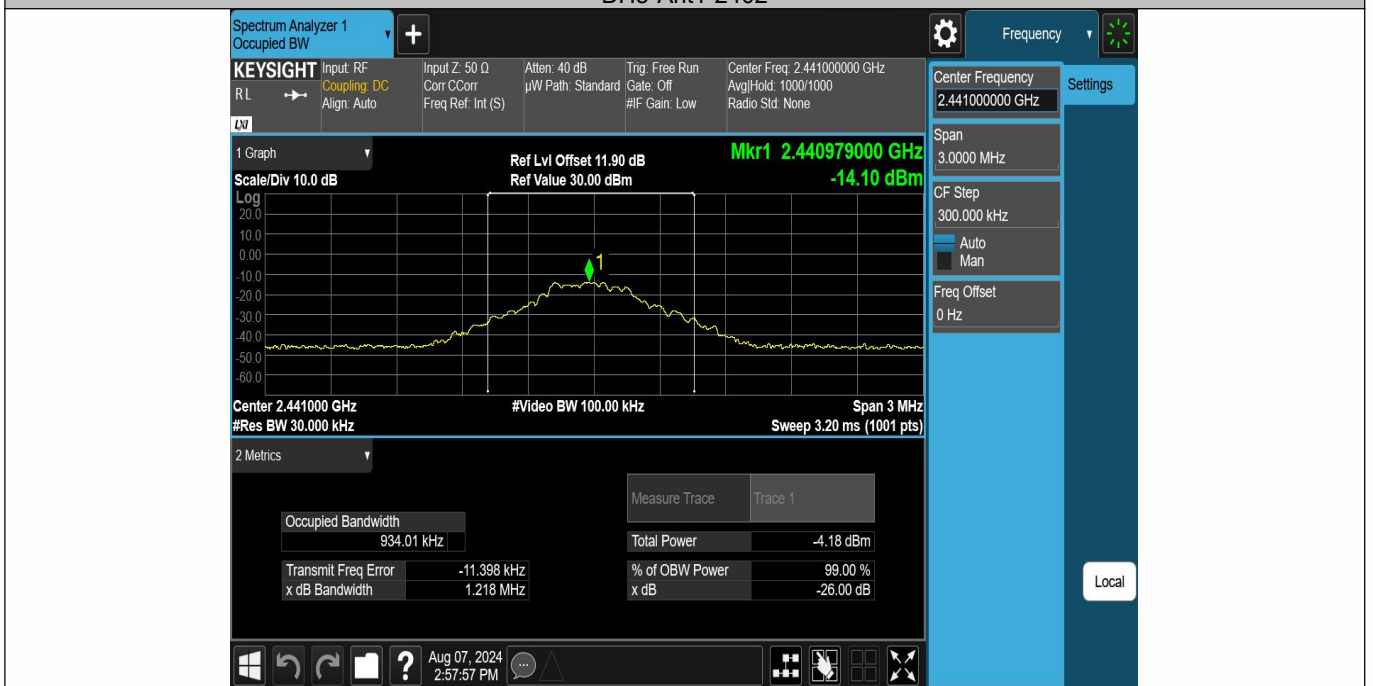 Spectrum Analyzer 1
Occupied BW
Frequency
KEYSIGHT
RL
LXI
Input: RF
Coupling: DC
Align: Auto
Input Z: 50 Ω
Corr CCorr
Freq Ref: Int (S)
Atten: 40 dB
µW Path: Standard
Trig: Free Run
Gate: Off
#IF Gain: Low
Center Freq: 2.441000000 GHz
Avg|Hold: 1000/1000
Radio Std: None
Center Frequency
2.441000000 GHz
Settings
Span
3.0000 MHz
CF Step
300.000 kHz
Auto
Man
Freq Offset
0 Hz
Local
1 Graph
Scale/Div 10.0 dB
Ref Lvl Offset 11.90 dB
Ref Value 30.00 dBm
Mkr1 2.440979000 GHz
-14.10 dBm
Log
20.0
10.0
0.00
-10.0
-20.0
-30.0
-40.0
-50.0
-60.0
1
Center 2.441000 GHz
#Video BW 100.00 kHz
Span 3 MHz
#Res BW 30.000 kHz
Sweep 3.20 ms (1001 pts)
2 Metrics
Measure Trace Trace 1
Occupied Bandwidth
934.01 kHz
Total Power -4.18 dBm
Transmit Freq Error -11.398 kHz
% of OBW Power 99.00 %
x dB Bandwidth 1.218 MHz
x dB -26.00 dB
?
Aug 07, 2024
2:57:57 PM